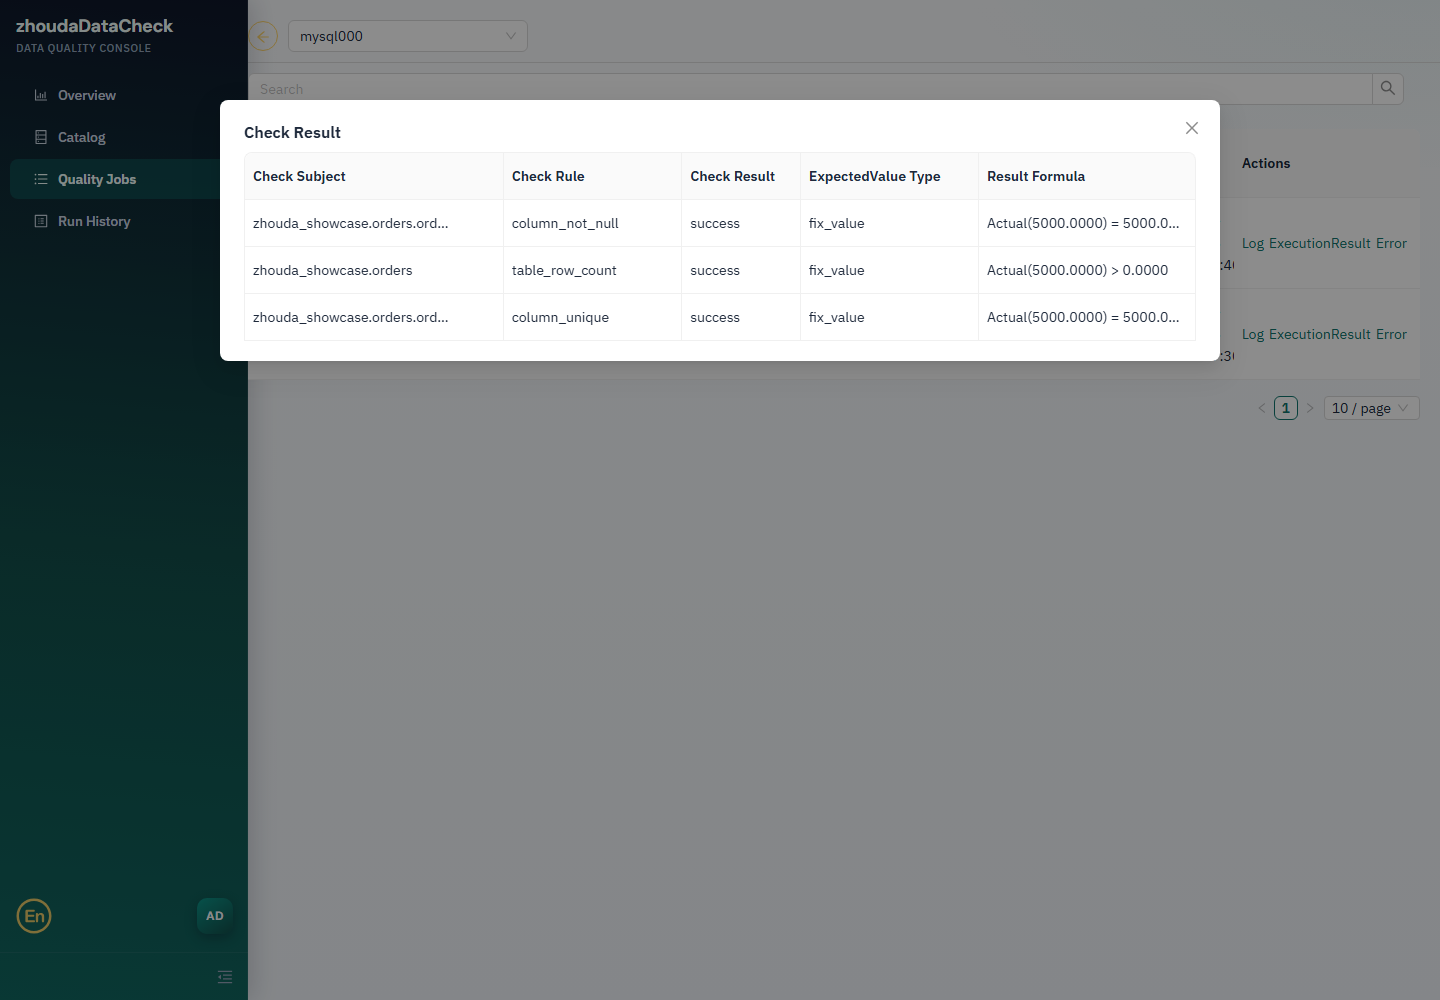 zhoudaDataCheck
DATA QUALITY CONSOLE
Overview
Catalog
Quality Jobs
Run History
En
AD
mysql000
Search
Check Result
Check Subject Check Rule Check Result ExpectedValue Type Result Formula
zhouda_showcase.orders.ord... column_not_null success fix_value Actual(5000.0000) = 5000.0...
zhouda_showcase.orders table_row_count success fix_value Actual(5000.0000) > 0.0000
zhouda_showcase.orders.ord... column_unique success fix_value Actual(5000.0000) = 5000.0...
Actions
Log ExecutionResult Error
Log ExecutionResult Error
1 10 / page